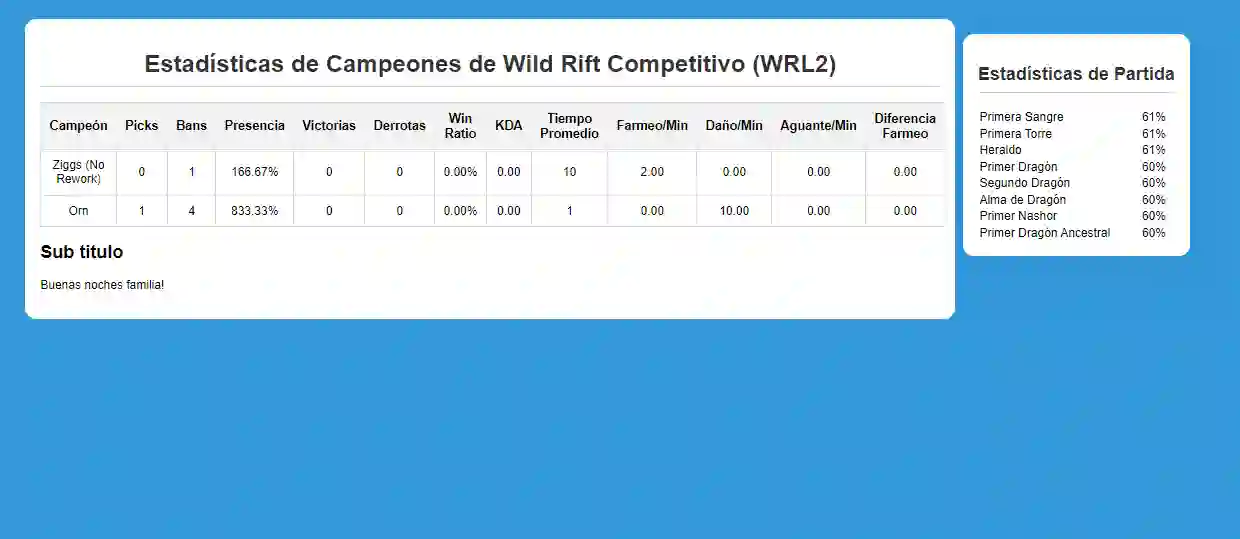 Estadísticas de Campeones de Wild Rift Competitivo (WRL2)
Campeón Picks Bans Presencia Victorias Derrotas Win Ratio KDA Tiempo Promedio Farmeo/Min Daño/Min Aguante/Min Diferencia Farmeo
Ziggs (No Rework) 0 1 166.67% 0 0 0.00% 0.00 10 2.00 0.00 0.00 0.00
Orn 1 4 833.33% 0 0 0.00% 0.00 1 0.00 10.00 0.00 0.00
Sub titulo
Buenas noches familia!
Estadísticas de Partida
Primera Sangre 61%
Primera Torre 61%
Heraldo 61%
Primer Dragón 60%
Segundo Dragón 60%
Alma de Dragón 60%
Primer Nashor 60%
Primer Dragón Ancestral 60%